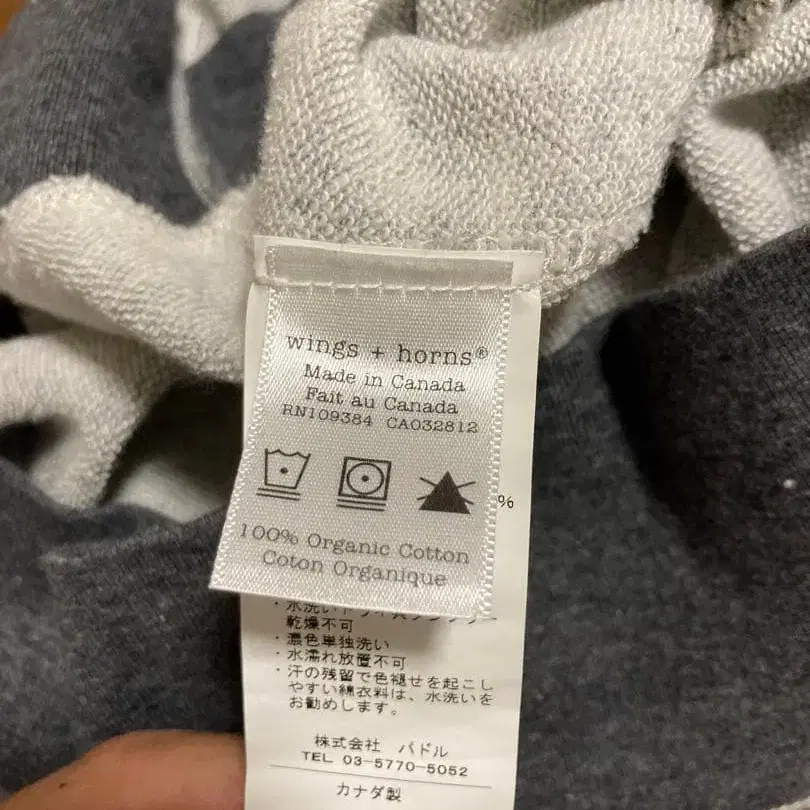 wings + horns®
Made in Canada
Fait au Canada
RN109384 CA032812
%
100% Organic Cotton
Coton Organique
乾燥不可
・濃色単独洗い
・水濡れ放置不可
・汗の残留で色褪せを起こし
やすい綿衣料は、水洗いを
お勧めします。
株式会社 パドル
TEL 03-5770-5052
カナダ製